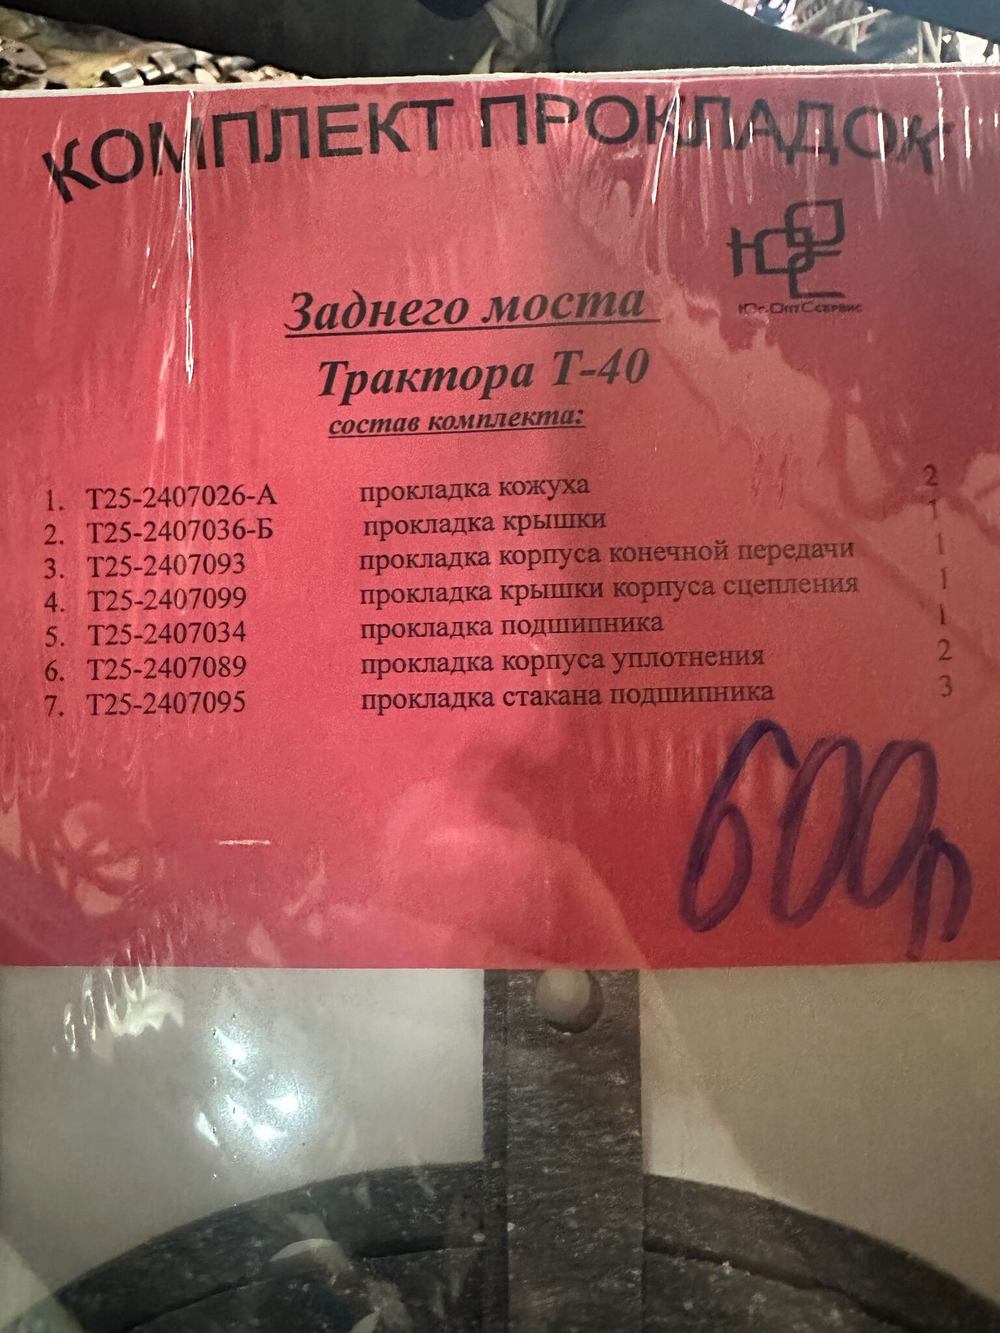 КОМПЛЕКТ ПРОКЛАДОК
ЮОС
Юг-ОптСервис
Заднего моста
Трактора Т-40
состав комплекта:
1. Т25-2407026-А прокладка кожуха 2
2. Т25-2407036-Б прокладка крышки 1
3. Т25-2407093 прокладка корпуса конечной передачи 1
4. Т25-2407099 прокладка крышки корпуса сцепления 1
5. Т25-2407034 прокладка подшипника 1
6. Т25-2407089 прокладка корпуса уплотнения 2
7. Т25-2407095 прокладка стакана подшипника 3
600р